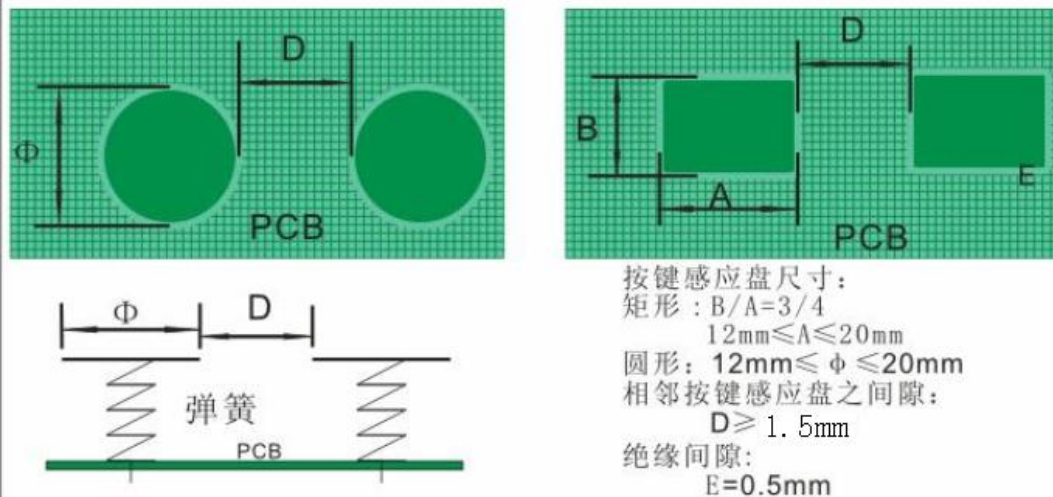 D
Φ
PCB
D
B
A
E
PCB
Φ
D
弹簧
PCB
按键感应盘尺寸:
矩形:B/A=3/4
12mm≤A≤20mm
圆形:12mm≤ φ ≤20mm
相邻按键感应盘之间隙:
D≥ 1.5mm
绝缘间隙:
E=0.5mm